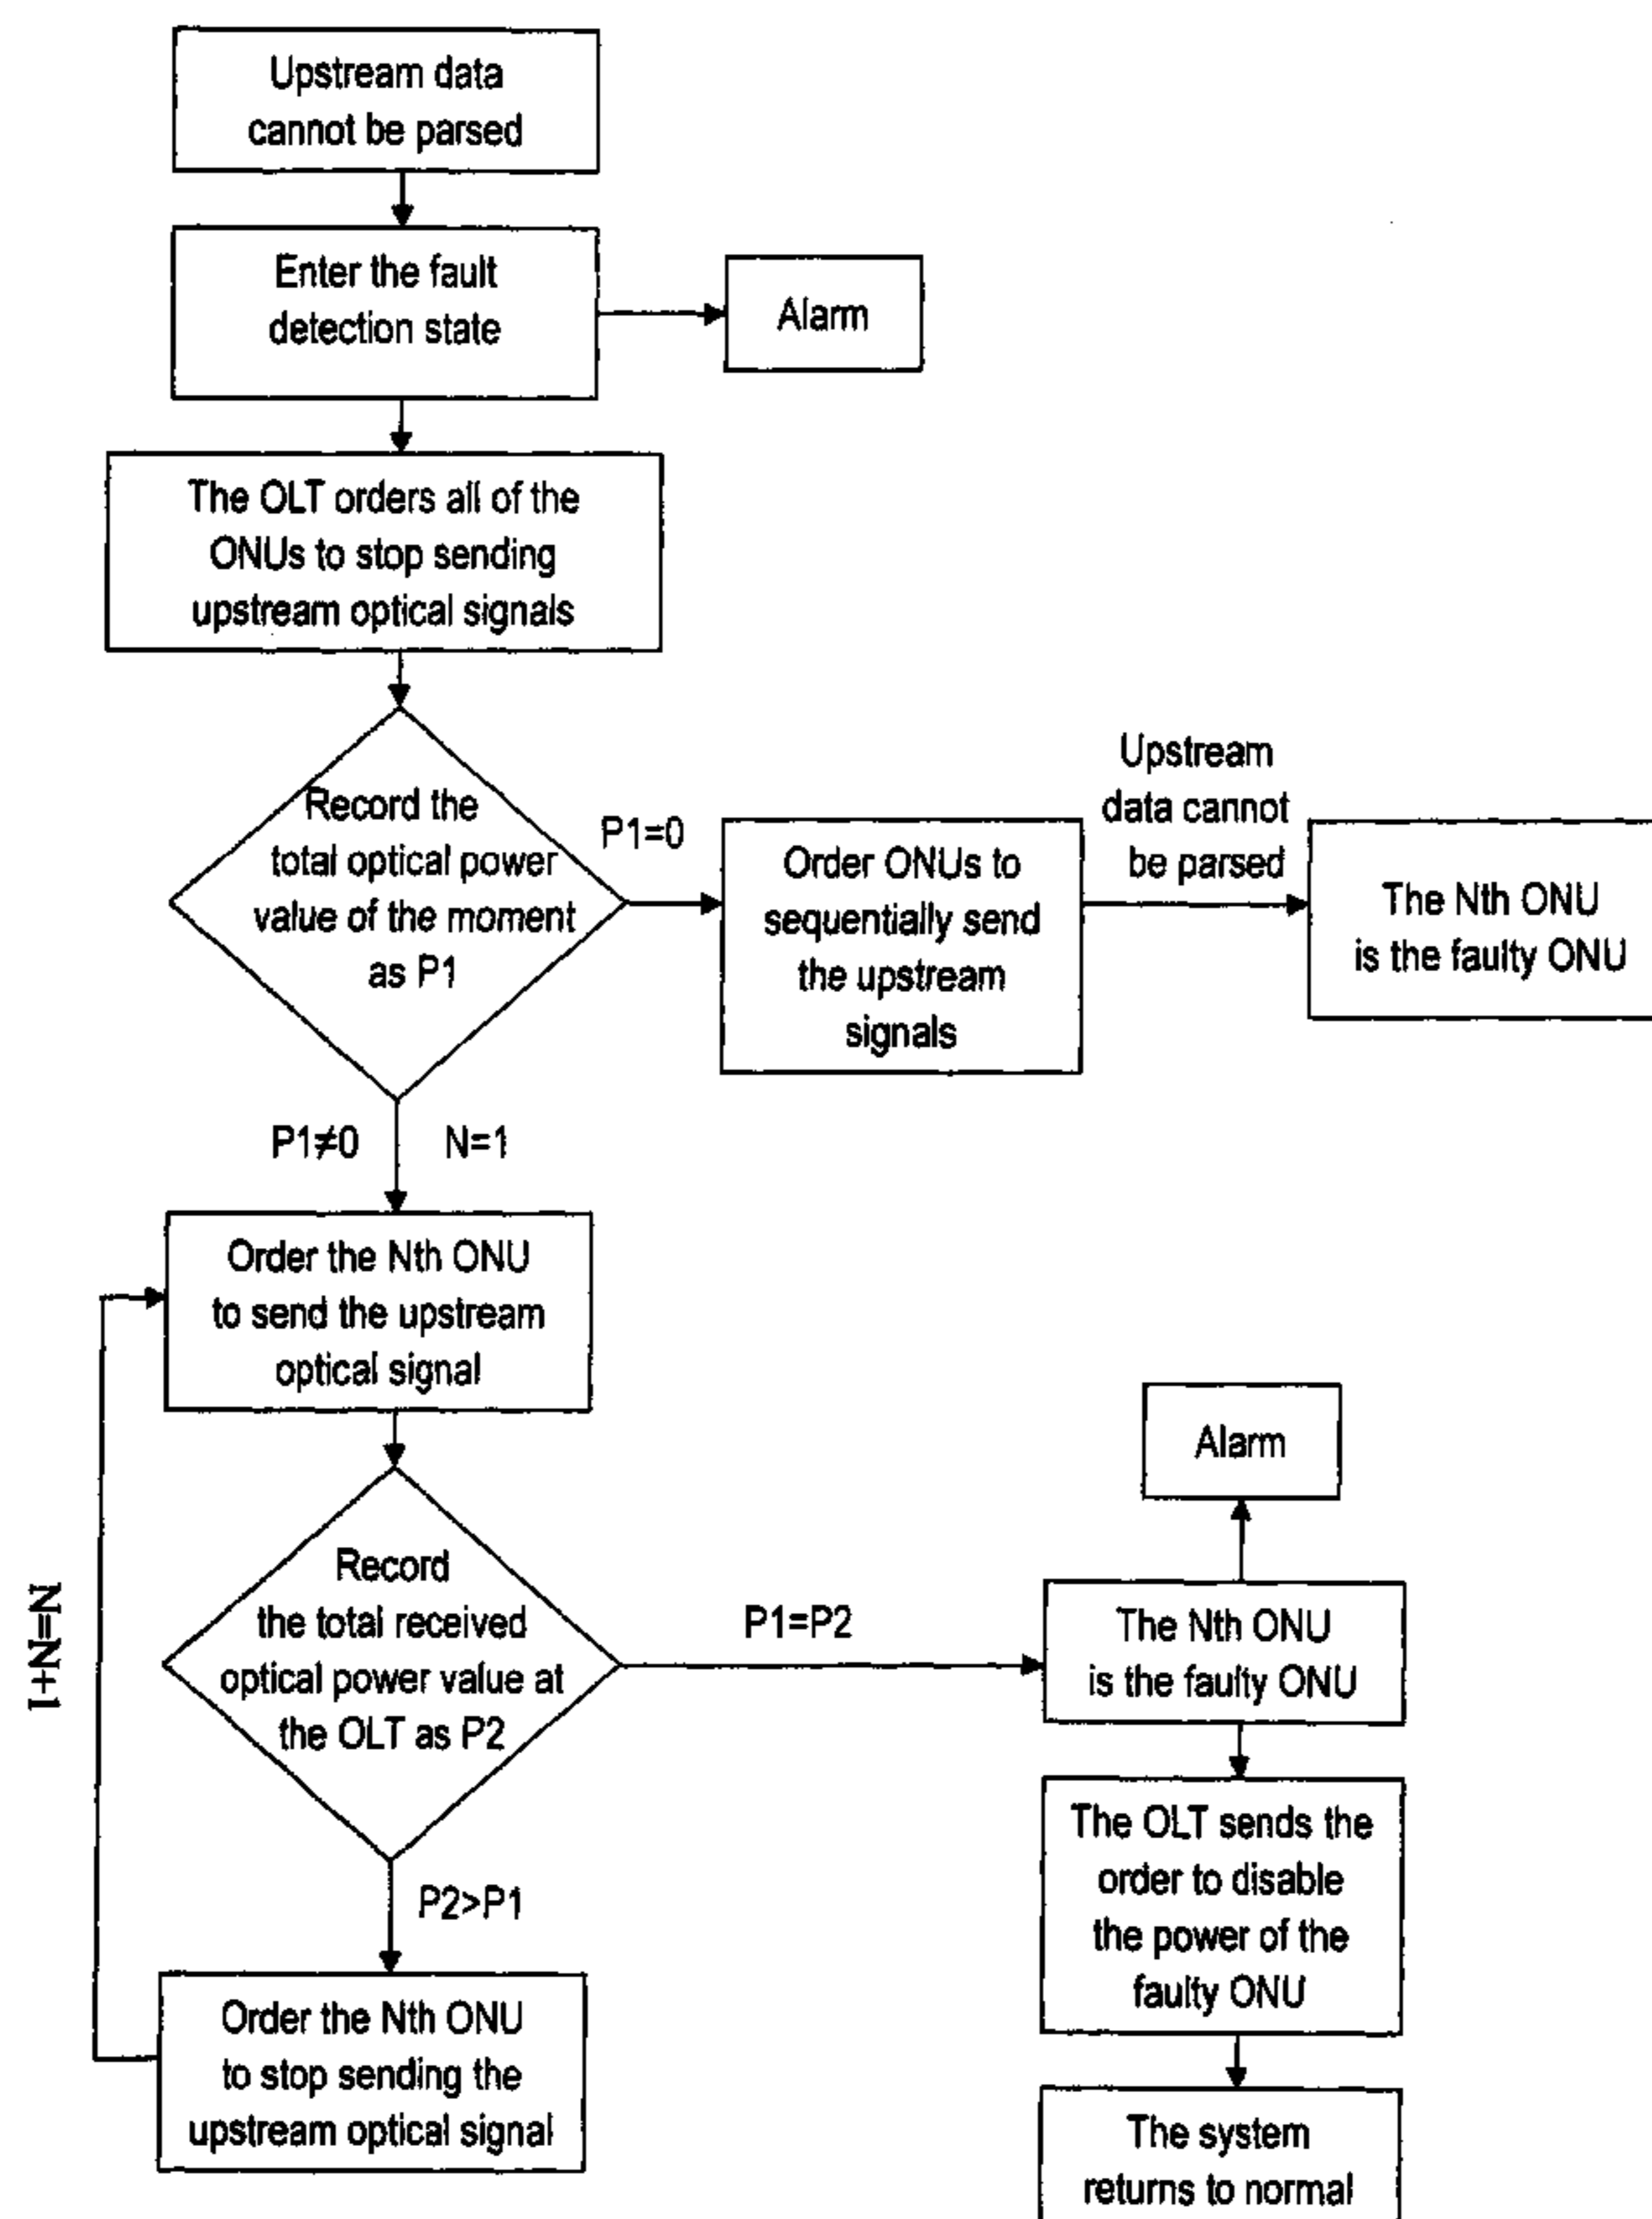 Upstream data
cannot be parsed
Enter the fault
detection state
Alarm
The OLT orders all of the
ONUs to stop sending
upstream optical signals
Record the
total optical power
value of the moment
as P1
P1=0
Order ONUs to
sequentially send
the upstream
signals
Upstream
data cannot
be parsed
The Nth ONU
is the faulty ONU
P1≠0
N=1
Order the Nth ONU
to send the upstream
optical signal
Record
the total received
optical power value at
the OLT as P2
P1=P2
The Nth ONU
is the faulty ONU
Alarm
The OLT sends the
order to disable
the power of the
faulty ONU
The system
returns to normal
P2>P1
Order the Nth ONU
to stop sending the
upstream optical signal
N=N+1